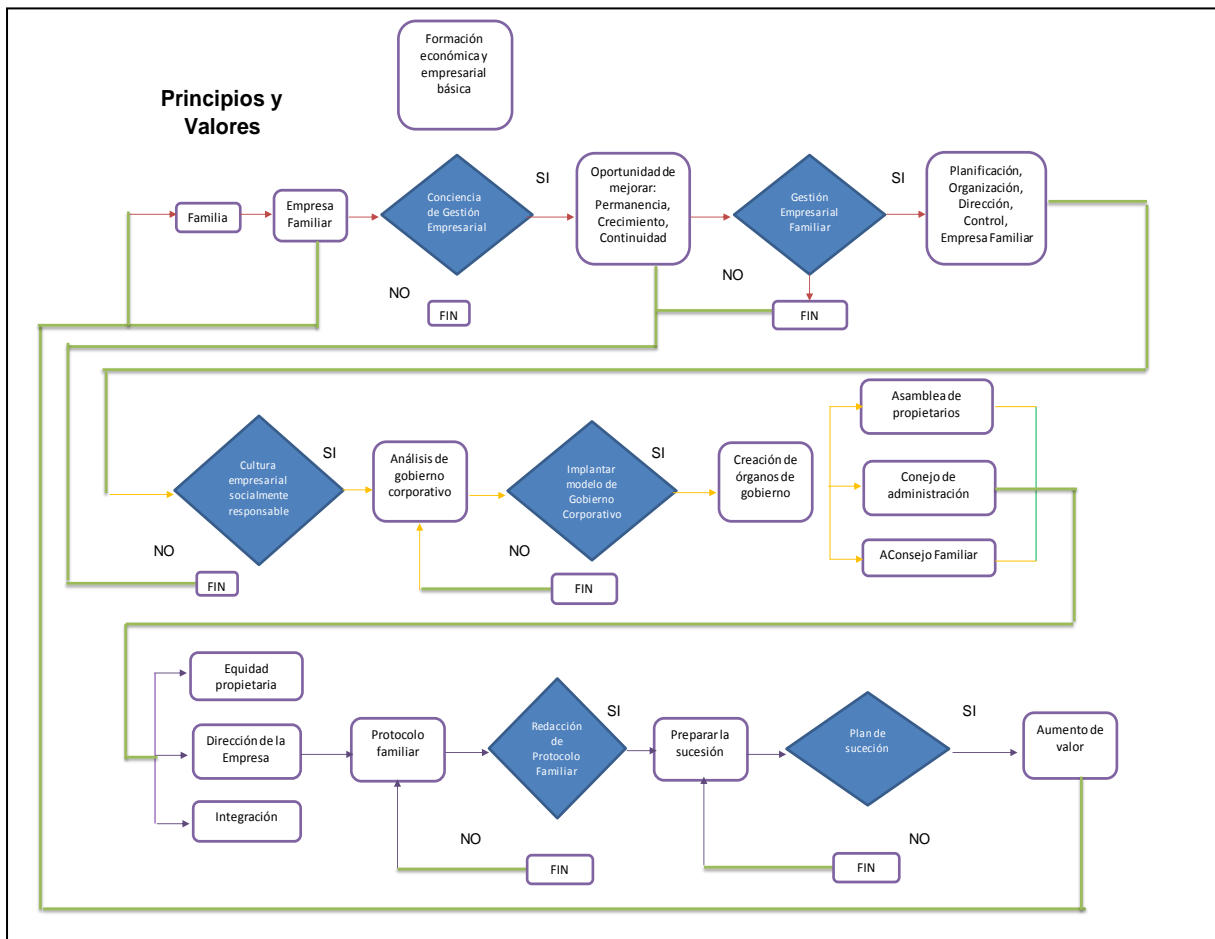 Formación
económica y
empresarial
básica
Principios y
Valores
SI
SI
Familia
Empresa
Familiar
Conciencia
de Gestión
Empresarial
Oportunidad de
mejorar:
Permanencia,
Crecimiento,
Continuidad
Gestión
Empresarial
Familiar
Planificación,
Organización,
Dirección,
Control,
Empresa Familiar
NO
FIN
NO
FIN
SI
SI
Cultura
empresarial
socialmente
responsable
Análisis de
gobierno
corporativo
Implantar
modelo de
Gobierno
Corporativo
Creación de
órganos de
gobierno
Asamblea de
propietarios
Conejo de
administración
AConsejo Familiar
NO
FIN
NO
FIN
Equidad
propietaria
Dirección de la
Empresa
Integración
Protocolo
familiar
SI
Redacción
de
Protocolo
Familiar
Preparar la
sucesión
SI
Plan de
suceción
Aumento de
valor
NO
FIN
NO
FIN